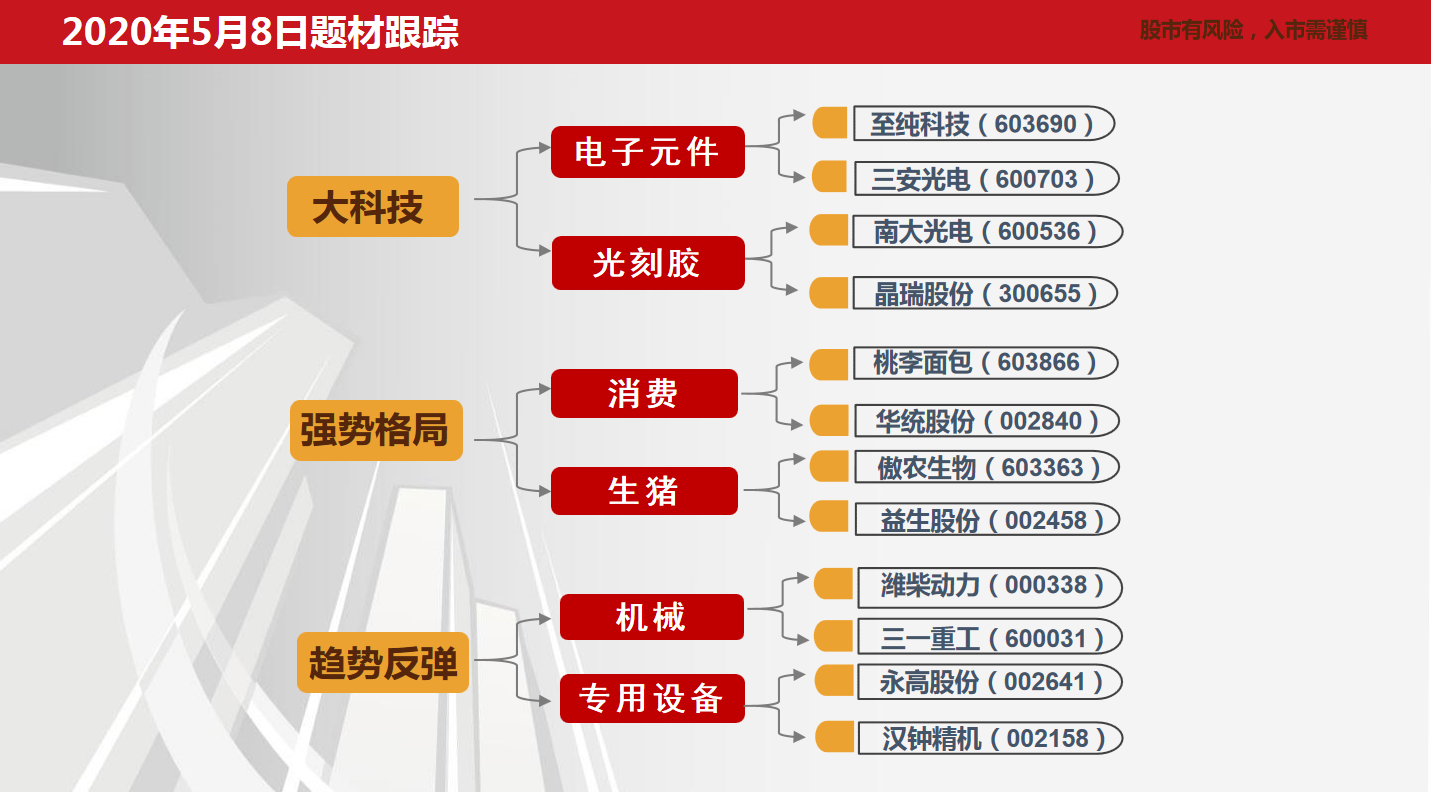 2020年5月8日题材跟踪
股市有风险，入市需谨慎
大科技
电子元件
至纯科技（603690）
三安光电（600703）
光刻胶
南大光电（600536）
晶瑞股份（300655）
强势格局
消费
桃李面包（603866）
华统股份（002840）
生猪
傲农生物（603363）
益生股份（002458）
趋势反弹
机械
潍柴动力（000338）
三一重工（600031）
专用设备
永高股份（002641）
汉钟精机（002158）